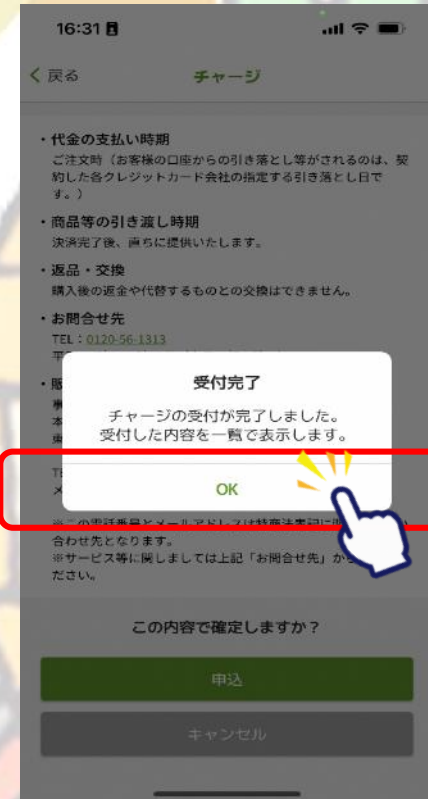 16:31
戻る
チャージ
・代金の支払い時期
ご注文時（お客様の口座からの引き落とし等がされるのは、契
約した各クレジットカード会社の指定する引き落とし日で
す。）
・商品等の引き渡し時期
決済完了後、直ちに提供いたします。
・返品・交換
購入後の返金や代替するものとの交換はできません。
・お問合せ先
TEL：0120-56-1313
受付完了
チャージの受付が完了しました。
受付した内容を一覧で表示します。
OK
※この電話番号とメールアドレスは特商法表記に
合わせ先となります。
※サービス等に関しましては上記「お問合せ先」か
ださい。
この内容で確定しますか？
申込
キャンセル